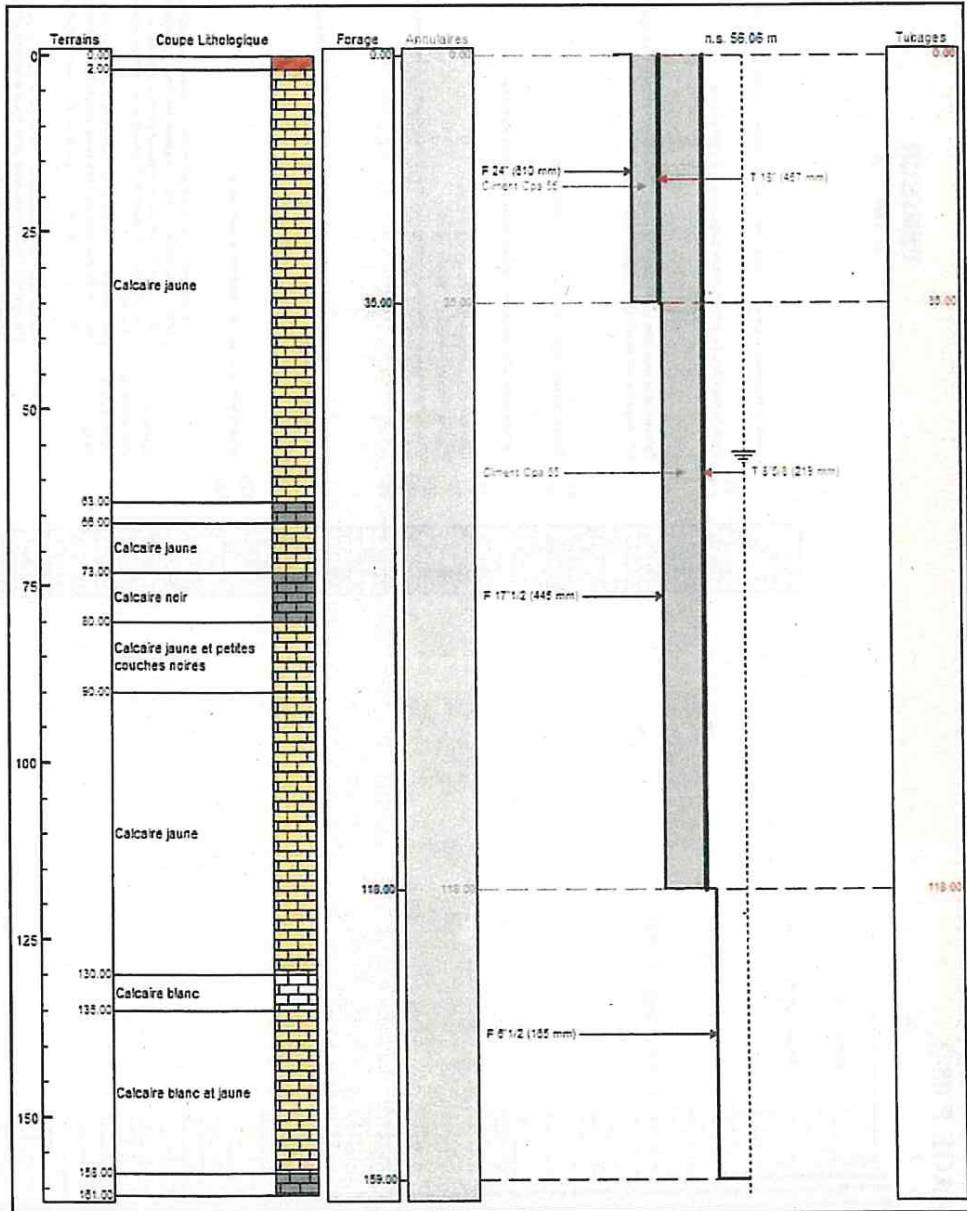 Terrains Coupe Lithologique Forage Annulaires n.s. 56.06 m Tubages
0 0.00 0.00 0.00 0.00
2.00
F 24" (610 mm) T 18" (457 mm)
Ciment Cpa 55
25
Calcaire jaune
35.00 35.00 35.00
50
Ciment Cpa 55 T 8"5/8 (219 mm)
63.00
66.00
Calcaire jaune
73.00
75
Calcaire noir F 17"1/2 (445 mm)
80.00
Calcaire jaune et petites
couches noires
90.00
100
Calcaire jaune
118.00 118.00 118.00
125
130.00
Calcaire blanc
135.00
F 6"1/2 (165 mm)
Calcaire blanc et jaune
150
158.00
159.00
161.00